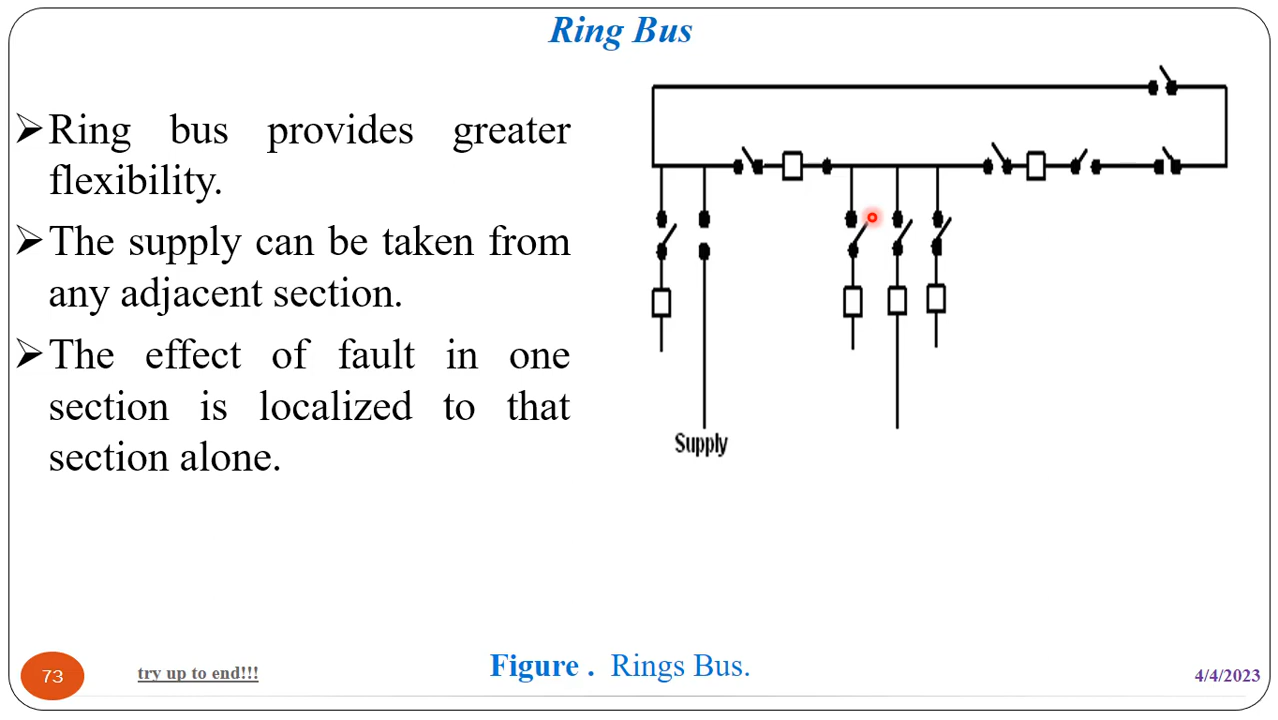 Ring Bus
➢Ring bus provides greater
flexibility.
➢The supply can be taken from
any adjacent section.
➢The effect of fault in one
section is localized to that
section alone.
Supply
Figure . Rings Bus.
73
try up to end!!!
4/4/2023